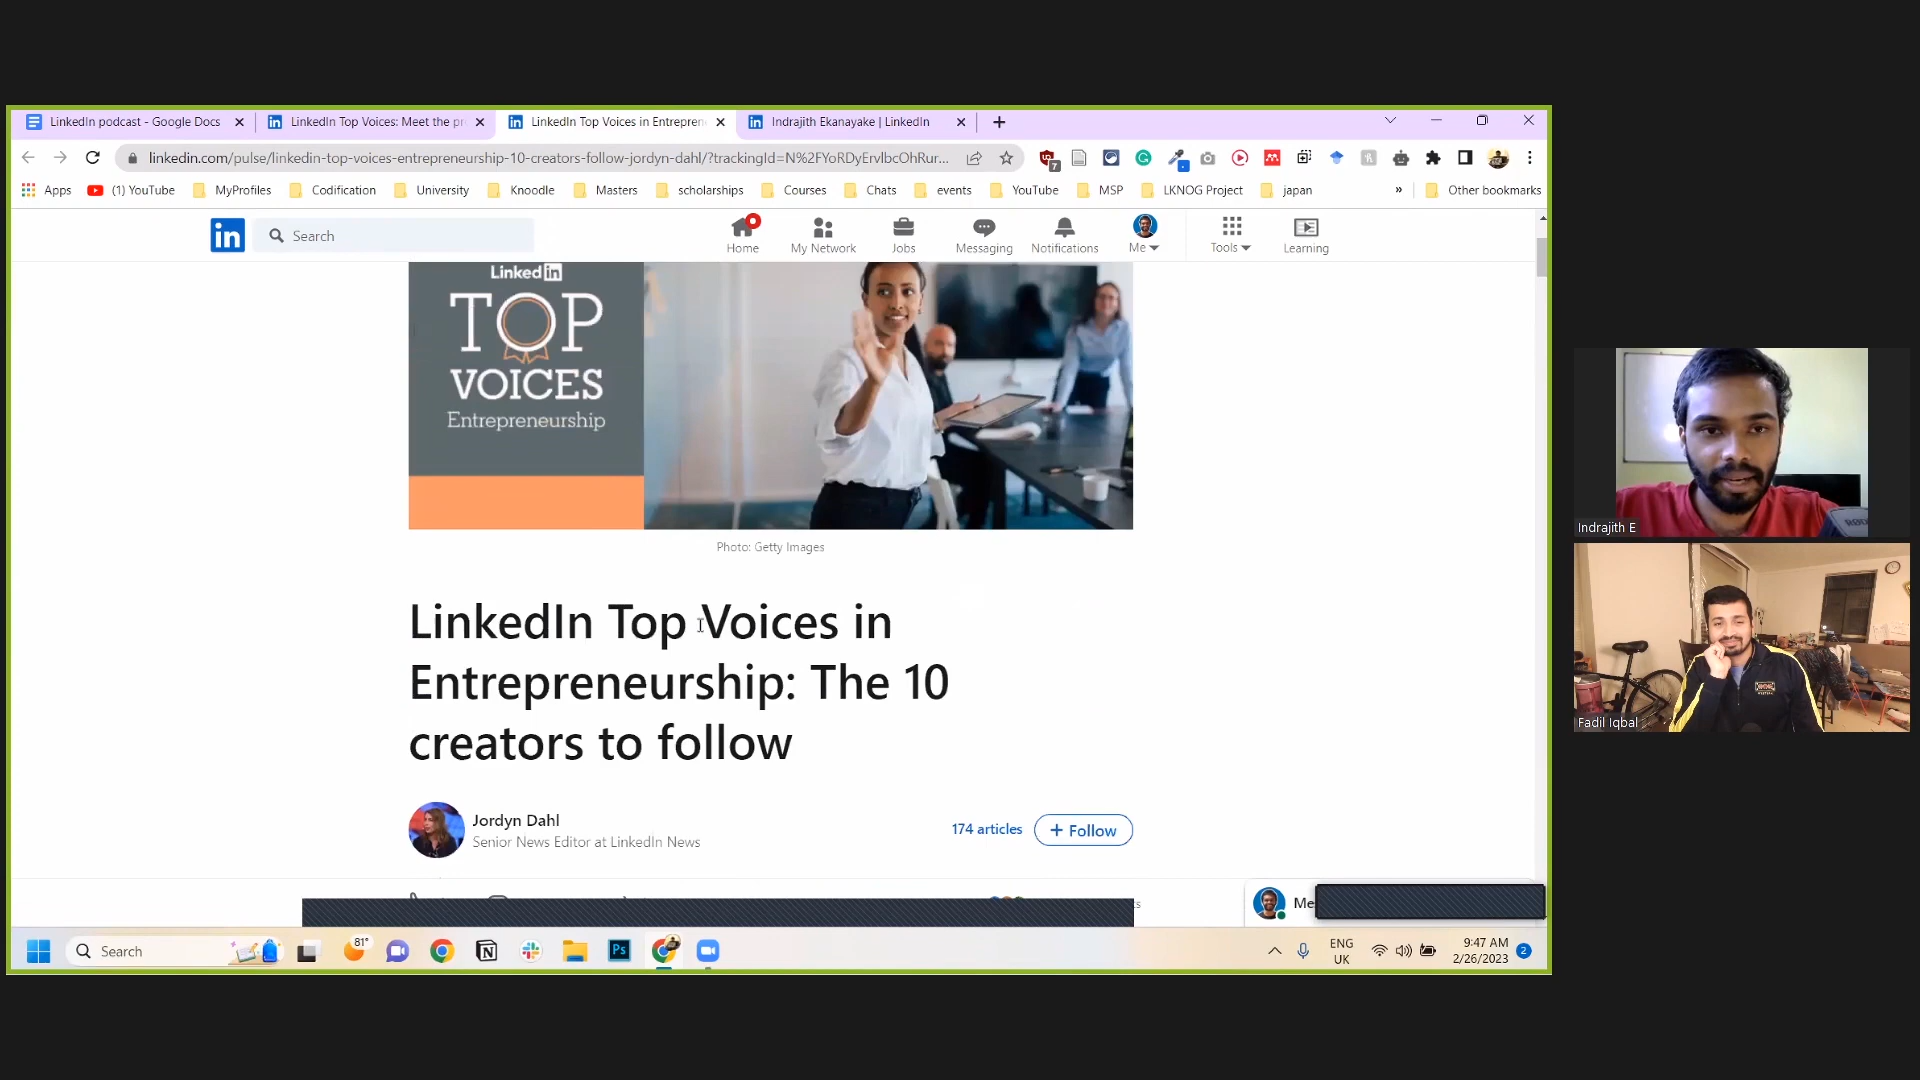 LinkedIn podcast - Google Docs
LinkedIn Top Voices: Meet the pr
LinkedIn Top Voices in Entrepren
Indrajith Ekanayake | LinkedIn
linkedin.com/pulse/linkedin-top-voices-entrepreneurship-10-creators-follow-jordyn-dahl/?trackingId=N%2FYoRDyErvlbcOhRur...
7
Apps
(1) YouTube
MyProfiles
Codification
University
Knoodle
Masters
scholarships
Courses
Chats
events
YouTube
MSP
LKNOG Project
japan
»
Other bookmarks
in
Search
Home
My Network
Jobs
Messaging
Notifications
Me
Tools
Learning
Linked in
TOP
VOICES
Entrepreneurship
Photo: Getty Images
LinkedIn Top Voices in
Entrepreneurship: The 10
creators to follow
Jordyn Dahl
Senior News Editor at LinkedIn News
174 articles
+ Follow
Me
Search
81°
Ps
ENG
UK
9:47 AM
2/26/2023
2
Indrajith E
Fadil Iqbal